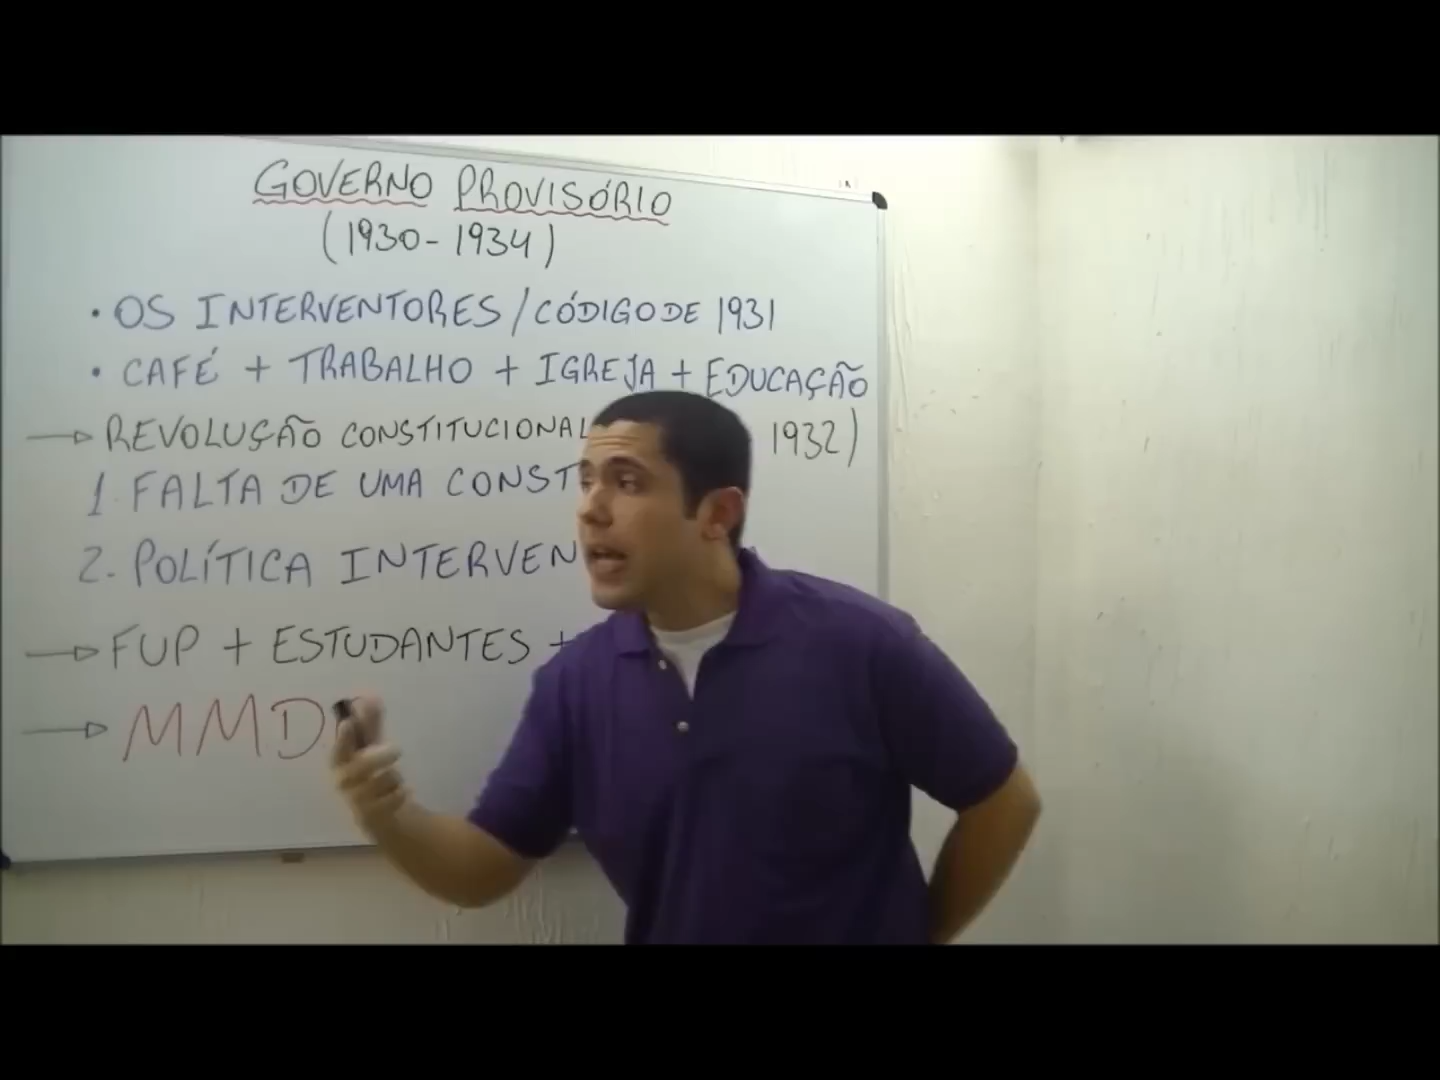 GOVERNO PROVISÓRIO
(1930-1934)
• OS INTERVENTORES / CÓDIGO DE 1931
• CAFÉ + TRABALHO + IGREJA + EDUCAÇÃO
→ REVOLUÇÃO CONSTITUCIONAL 1932)
1. FALTA DE UMA CONST
2. POLÍTICA INTERVEN
→ FUP + ESTUDANTES +
→ MMD